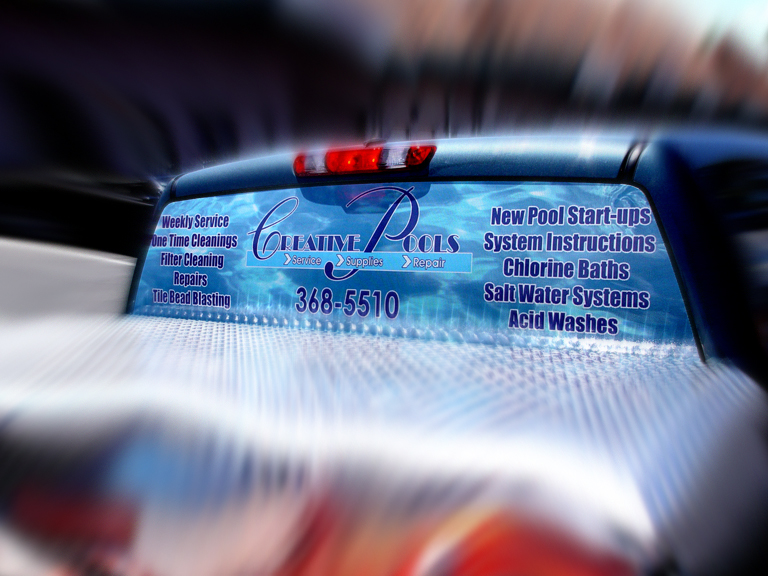 Weekly Service
One Time Cleanings
Filter Cleaning
Repairs
Tile Bead Blasting
Creative Pools
Service Supplies Repair
368-5510
New Pool Start-ups
System Instructions
Chlorine Baths
Salt Water Systems
Acid Washes